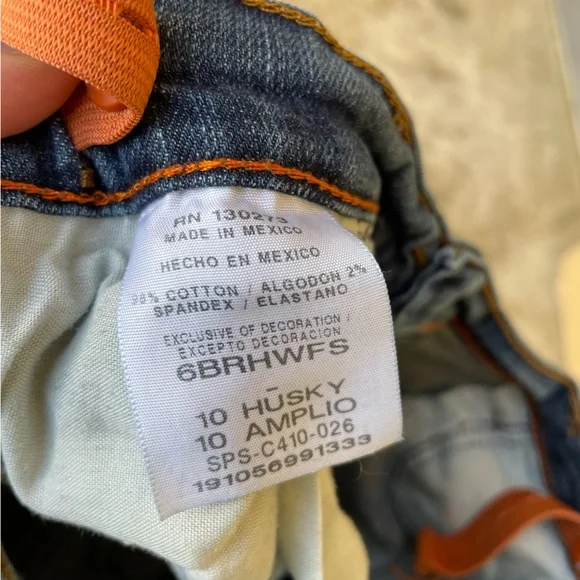 RN 130273
MADE IN MEXICO
HECHO EN MEXICO
98% COTTON / ALGODON 2%
SPANDEX / ELASTANO
EXCLUSIVE OF DECORATION /
EXCEPTO DECORACION
6BRHWFS
10 HŪSKY
10 AMPLIO
SPS-C410-026
191056991333